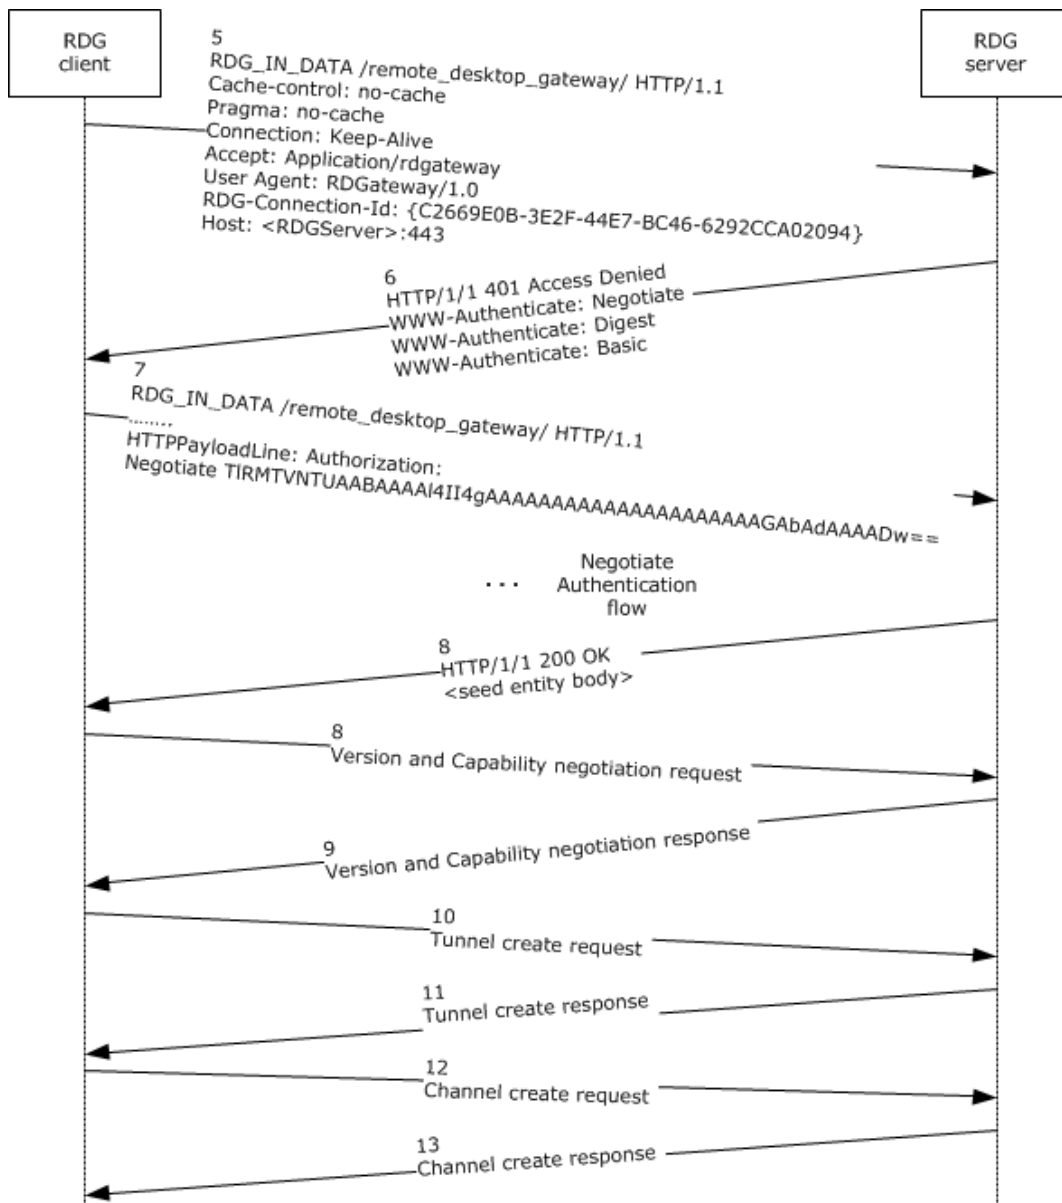 RDG
client
RDG
server
5
RDG_IN_DATA /remote_desktop_gateway/ HTTP/1.1
Cache-control: no-cache
Pragma: no-cache
Connection: Keep-Alive
Accept: Application/rdgateway
User Agent: RDGateway/1.0
RDG-Connection-Id: {C2669E0B-3E2F-44E7-BC46-6292CCA02094}
Host: <RDGServer>:443
6
HTTP/1/1 401 Access Denied
WWW-Authenticate: Negotiate
WWW-Authenticate: Digest
WWW-Authenticate: Basic
7
RDG_IN_DATA /remote_desktop_gateway/ HTTP/1.1
........
HTTPPayloadLine: Authorization:
Negotiate TlRMTVNTUAABAAAAl4II4gAAAAAAAAAAAAAAAAAAAAAGAbAdAAAADw==
... Negotiate
Authentication
flow
8
HTTP/1/1 200 OK
<seed entity body>
8
Version and Capability negotiation request
9
Version and Capability negotiation response
10
Tunnel create request
11
Tunnel create response
12
Channel create request
13
Channel create response